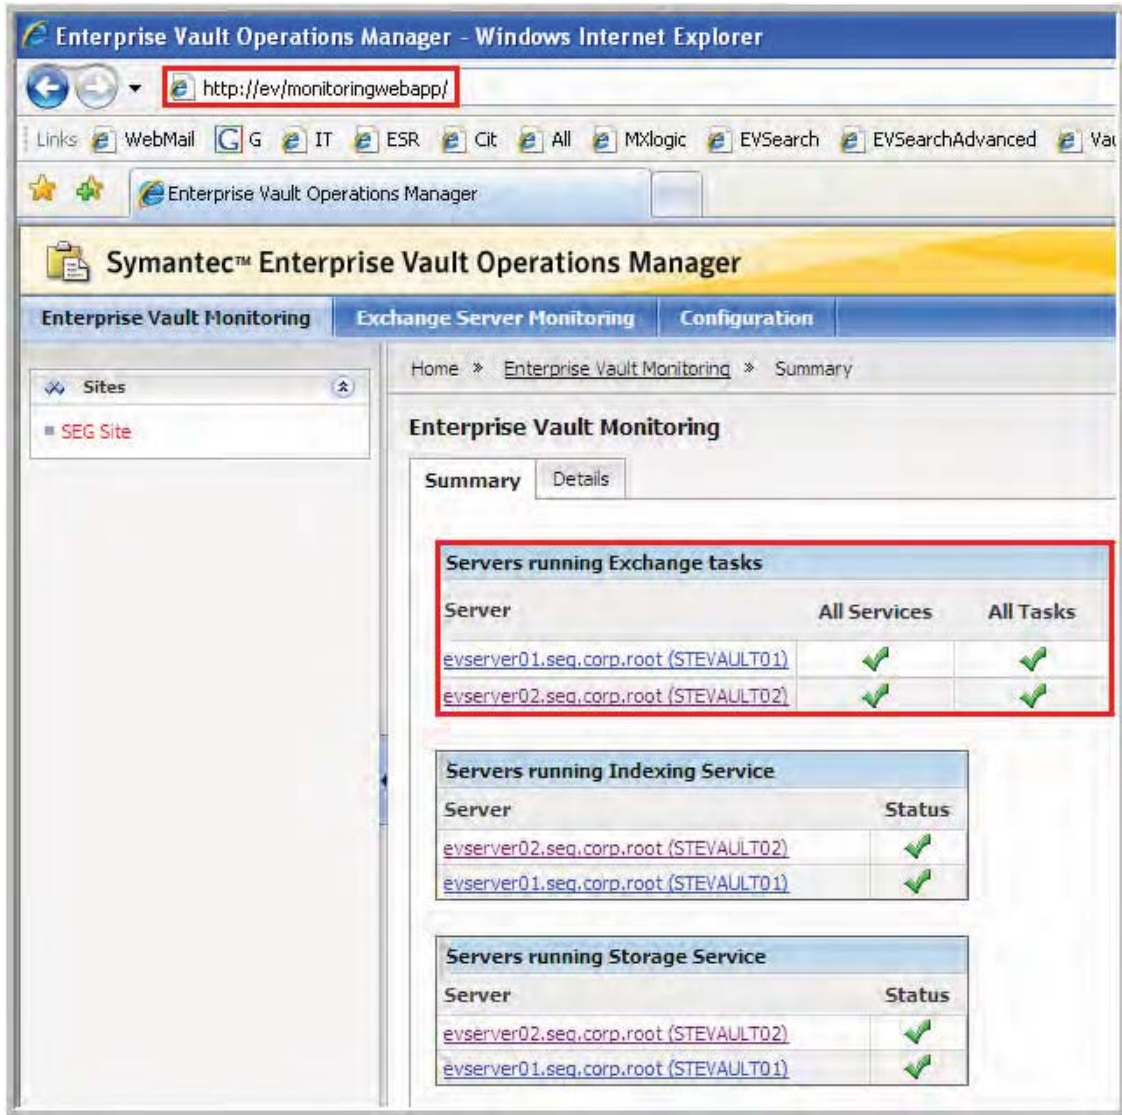 Enterprise Vault Operations Manager - Windows Internet Explorer
http://ev/monitoringwebapp/
Links WebMail G G IT ESR Cit All MXlogic EVSearch EVSearchAdvanced
Enterprise Vault Operations Manager
Symantec™ Enterprise Vault Operations Manager
Enterprise Vault Monitoring Exchange Server Monitoring Configuration
Sites
SEG Site
Home » Enterprise Vault Monitoring » Summary
Enterprise Vault Monitoring
Summary Details
Servers running Exchange tasks
Server All Services All Tasks
evserver01.seg.corp.root (STEVAULT01)
evserver02.seg.corp.root (STEVAULT02)
Servers running Indexing Service
Server Status
evserver02.seg.corp.root (STEVAULT02)
evserver01.seg.corp.root (STEVAULT01)
Servers running Storage Service
Server Status
evserver02.seg.corp.root (STEVAULT02)
evserver01.seg.corp.root (STEVAULT01)